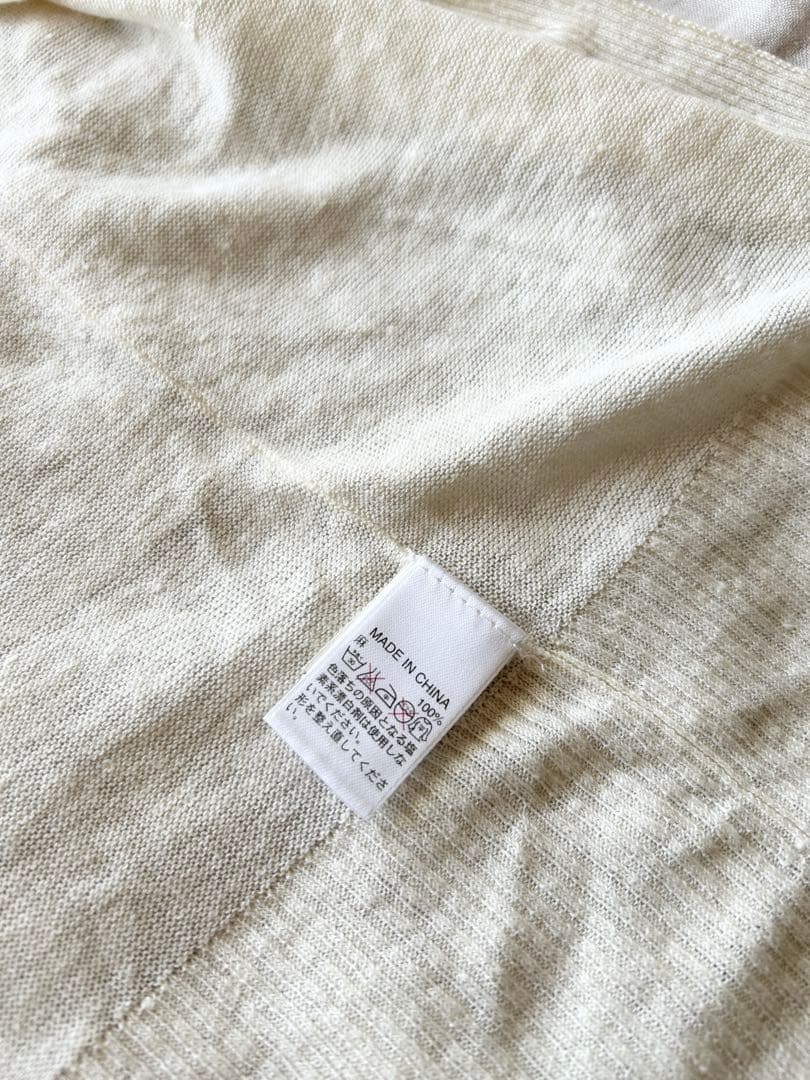 MADE IN CHINA
麻 100%
色落ちの原因となる塩
素系漂白剤は使用しな
いでください。
形を整え直してくださ
い。